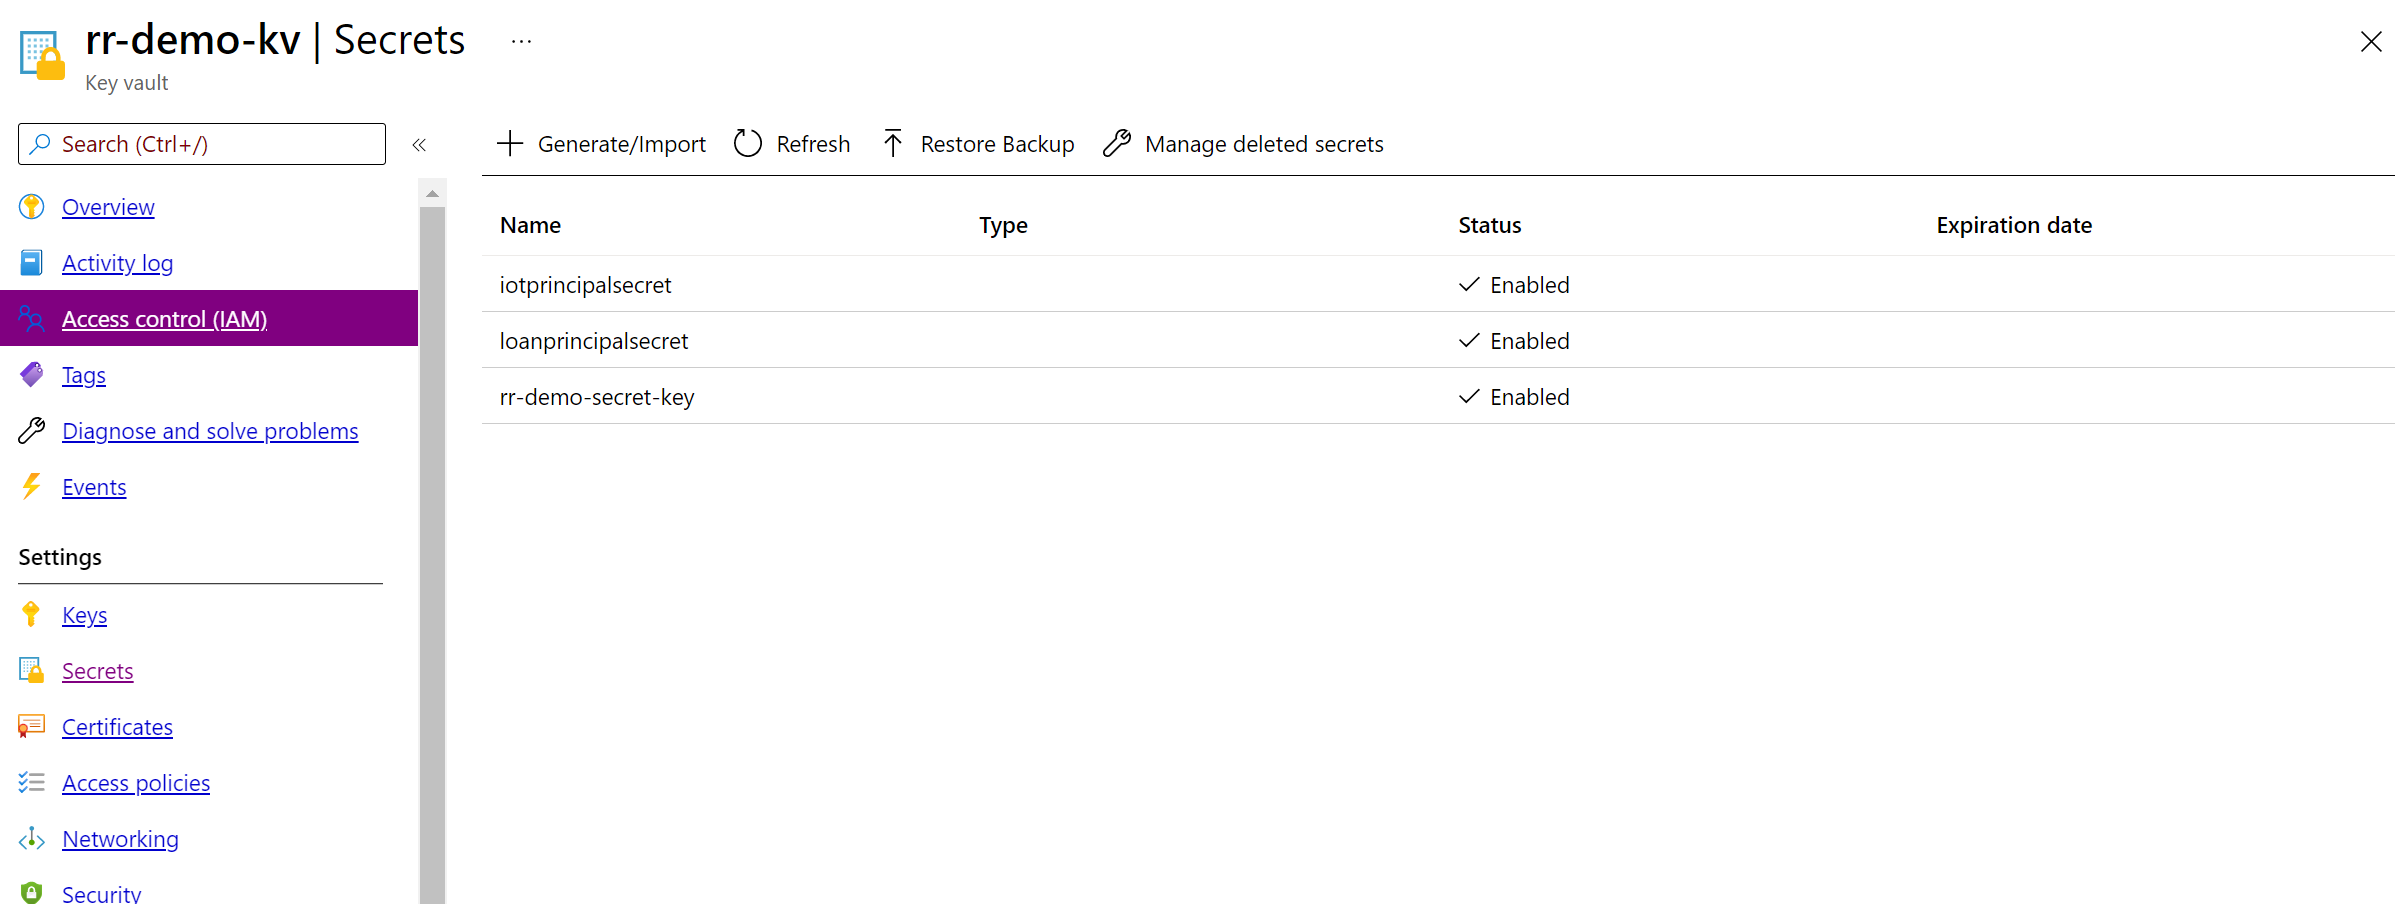 rr-demo-kv | Secrets ...
Key vault
Search (Ctrl+/)
«
Overview
Activity log
Access control (IAM)
Tags
Diagnose and solve problems
Events
Settings
Keys
Secrets
Certificates
Access policies
Networking
Security
Generate/Import Refresh Restore Backup Manage deleted secrets
Name Type Status Expiration date
iotprincipalsecret Enabled
loanprincipalsecret Enabled
rr-demo-secret-key Enabled